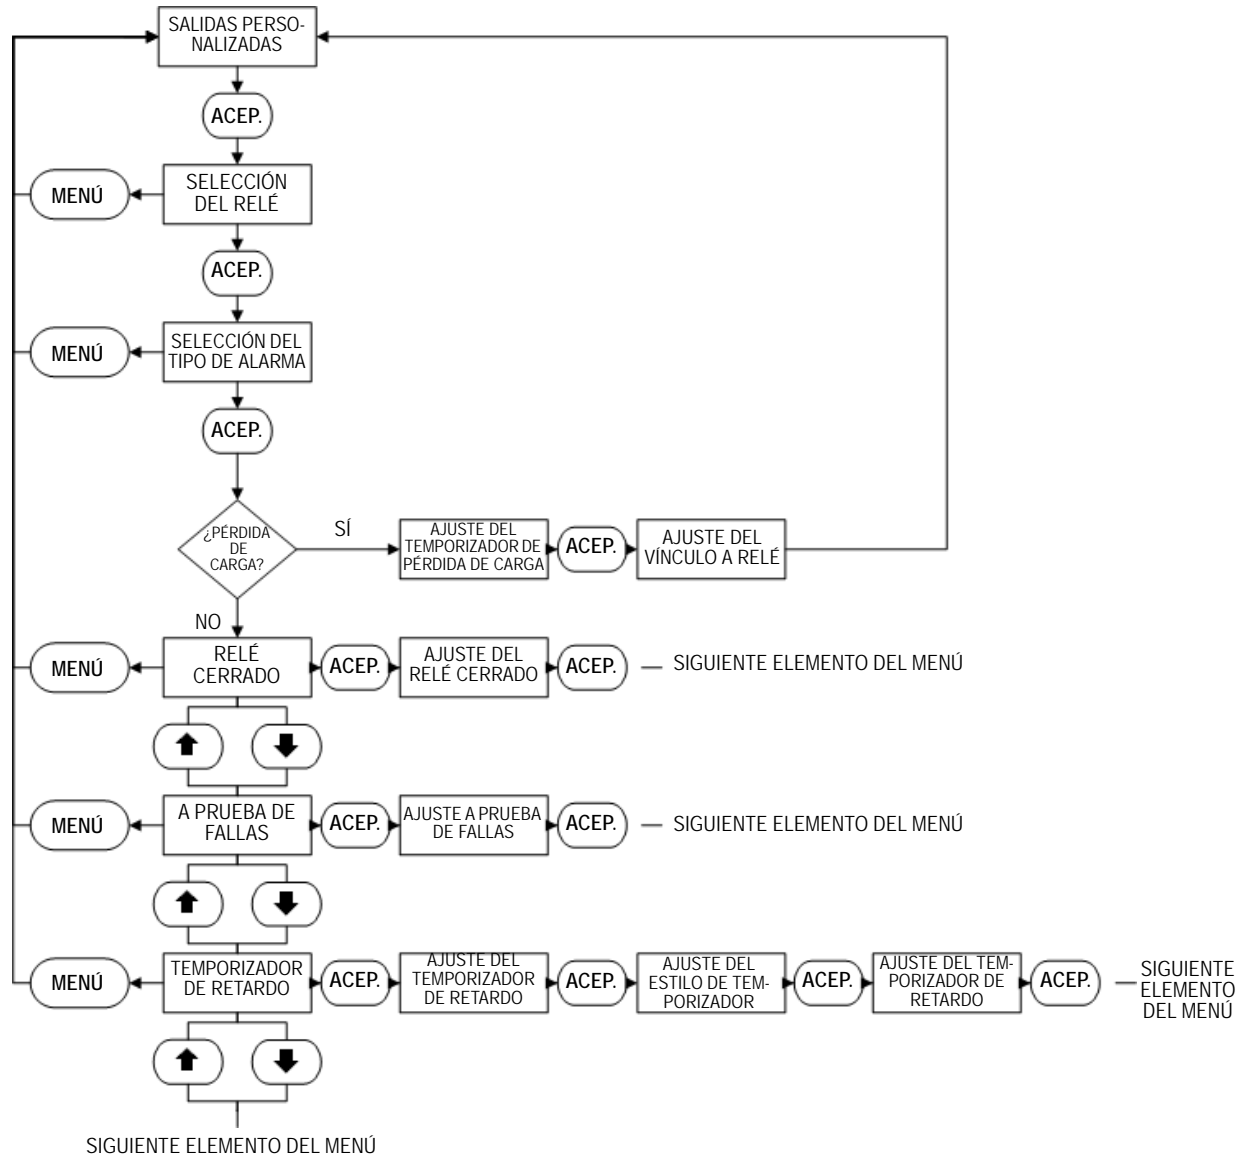 SALIDAS PERSO-
NALIZADAS
ACEP.
MENÚ
SELECCIÓN
DEL RELÉ
ACEP.
MENÚ
SELECCIÓN DEL
TIPO DE ALARMA
ACEP.
¿PÉRDIDA
DE
CARGA?
SÍ
AJUSTE DEL
TEMPORIZADOR DE
PÉRDIDA DE CARGA
ACEP.
AJUSTE DEL
VÍNCULO A RELÉ
NO
MENÚ
RELÉ
CERRADO
ACEP.
AJUSTE DEL
RELÉ CERRADO
ACEP.
SIGUIENTE ELEMENTO DEL MENÚ
MENÚ
A PRUEBA DE
FALLAS
ACEP.
AJUSTE A PRUEBA
DE FALLAS
ACEP.
SIGUIENTE ELEMENTO DEL MENÚ
MENÚ
TEMPORIZADOR
DE RETARDO
ACEP.
AJUSTE DEL
TEMPORIZADOR
DE RETARDO
ACEP.
AJUSTE DEL
ESTILO DE TEM-
PORIZADOR
ACEP.
AJUSTE DEL TEM-
PORIZADOR DE
RETARDO
ACEP.
SIGUIENTE
ELEMENTO
DEL MENÚ
SIGUIENTE ELEMENTO DEL MENÚ